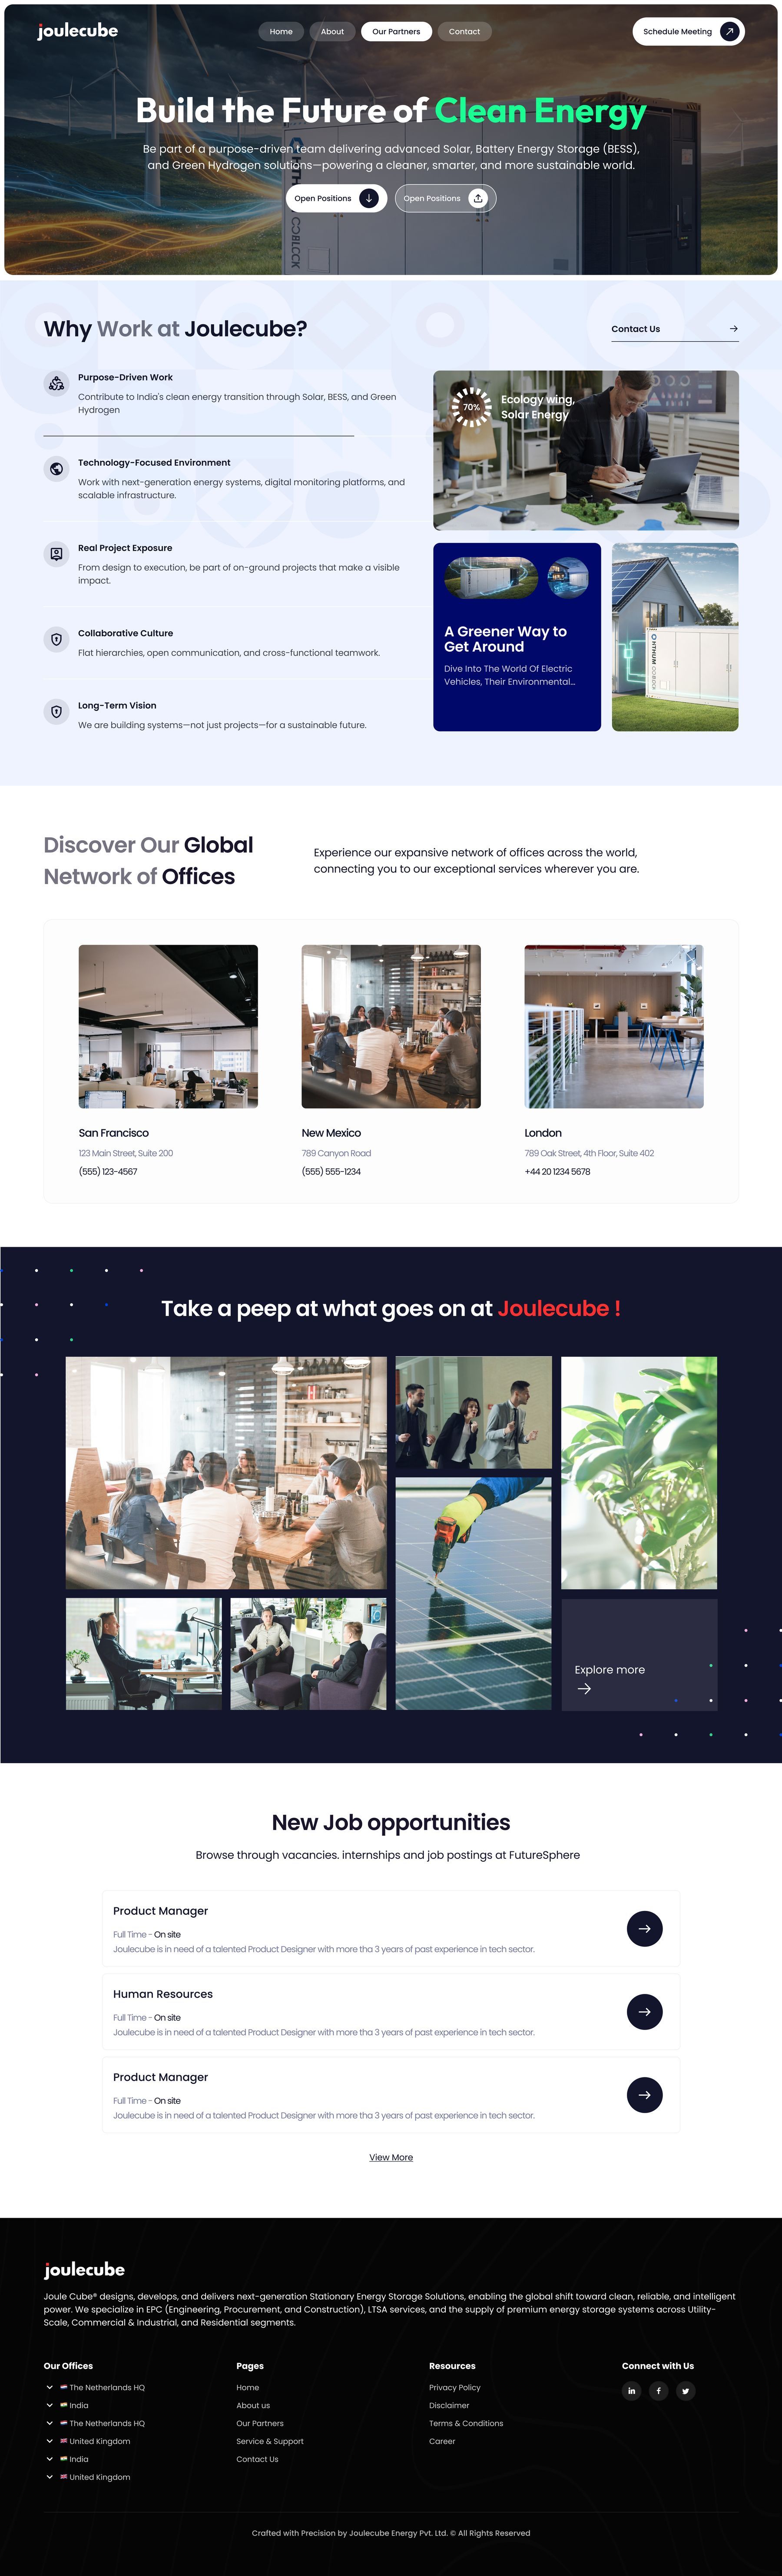 joulecube
Home
About
Our Partners
Contact
Schedule Meeting
Build the Future of Clean Energy
Be part of a purpose-driven team delivering advanced Solar, Battery Energy Storage (BESS),
and Green Hydrogen solutions—powering a cleaner, smarter, and more sustainable world.
Open Positions
Open Positions
Why Work at Joulecube?
Contact Us
Purpose-Driven Work
Contribute to India's clean energy transition through Solar, BESS, and Green
Hydrogen
Technology-Focused Environment
Work with next-generation energy systems, digital monitoring platforms, and
scalable infrastructure.
Real Project Exposure
From design to execution, be part of on-ground projects that make a visible
impact.
Collaborative Culture
Flat hierarchies, open communication, and cross-functional teamwork.
Long-Term Vision
We are building systems—not just projects—for a sustainable future.
70%
Ecology wing,
Solar Energy
A Greener Way to
Get Around
Dive Into The World Of Electric
Vehicles, Their Environmental...
Discover Our Global
Network of Offices
Experience our expansive network of offices across the world,
connecting you to our exceptional services wherever you are.
San Francisco
123 Main Street, Suite 200
(555) 123-4567
New Mexico
789 Canyon Road
(555) 555-1234
London
789 Oak Street, 4th Floor, Suite 402
+44 20 1234 5678
Take a peep at what goes on at Joulecube !
Explore more
New Job opportunities
Browse through vacancies. internships and job postings at FutureSphere
Product Manager
Full Time - On site
Joulecube is in need of a talented Product Designer with more tha 3 years of past experience in tech sector.
Human Resources
Full Time - On site
Joulecube is in need of a talented Product Designer with more tha 3 years of past experience in tech sector.
Product Manager
Full Time - On site
Joulecube is in need of a talented Product Designer with more tha 3 years of past experience in tech sector.
View More
joulecube
Joule Cube® designs, develops, and delivers next-generation Stationary Energy Storage Solutions, enabling the global shift toward clean, reliable, and intelligent
power. We specialize in EPC (Engineering, Procurement, and Construction), LTSA services, and the supply of premium energy storage systems across Utility-
Scale, Commercial & Industrial, and Residential segments.
Our Offices
The Netherlands HQ
India
The Netherlands HQ
United Kingdom
India
United Kingdom
Pages
Home
About us
Our Partners
Service & Support
Contact Us
Resources
Privacy Policy
Disclaimer
Terms & Conditions
Career
Connect with Us
Crafted with Precision by Joulecube Energy Pvt. Ltd. © All Rights Reserved